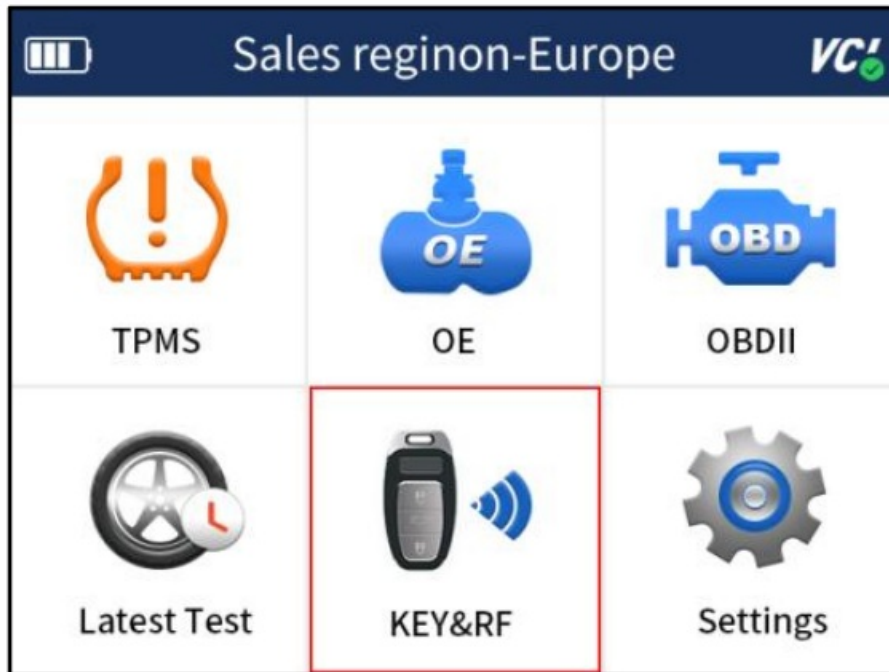 Sales reginon-Europe VCI
OE OBD
TPMS OE OBDII
Latest Test KEY&RF Settings